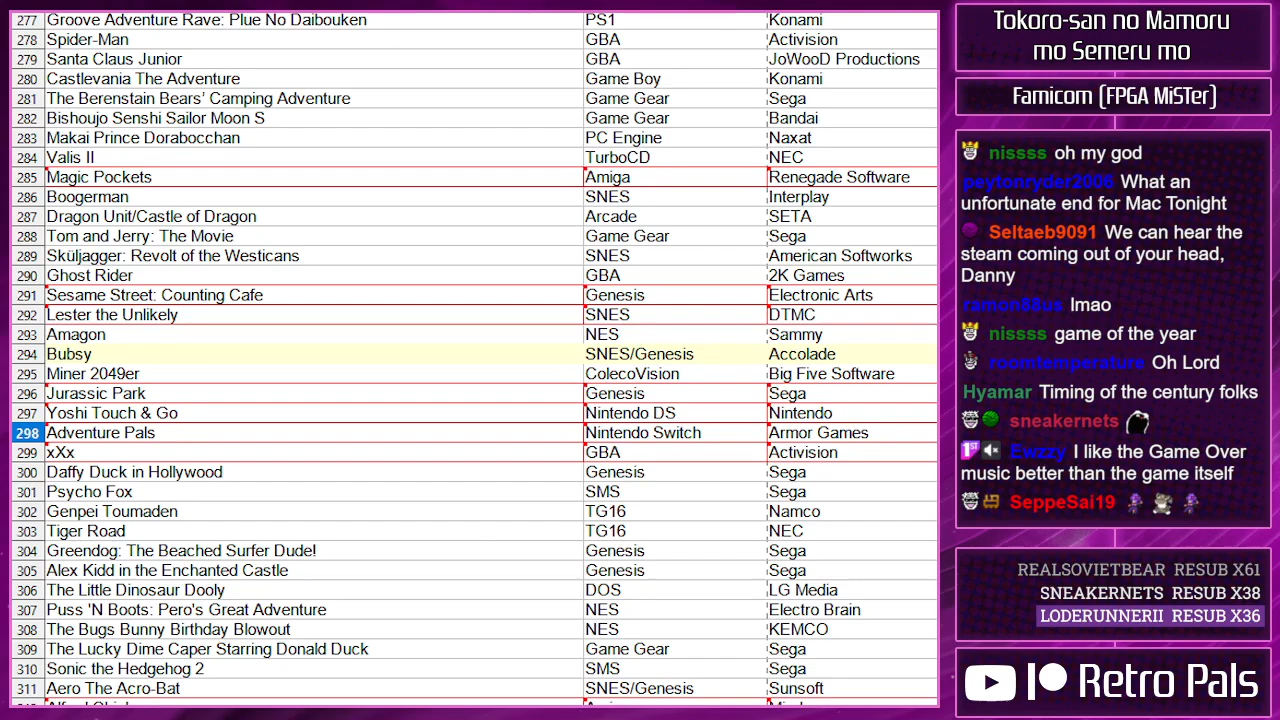 277 Groove Adventure Rave: Plue No Daibouken PS1 Konami
278 Spider-Man GBA Activision
279 Santa Claus Junior GBA JoWooD Productions
280 Castlevania The Adventure Game Boy Konami
281 The Berenstain Bears’ Camping Adventure Game Gear Sega
282 Bishoujo Senshi Sailor Moon S Game Gear Bandai
283 Makai Prince Dorabocchan PC Engine Naxat
284 Valis II TurboCD NEC
285 Magic Pockets Amiga Renegade Software
286 Boogerman SNES Interplay
287 Dragon Unit/Castle of Dragon Arcade SETA
288 Tom and Jerry: The Movie Game Gear Sega
289 Sküljagger: Revolt of the Westicans SNES American Softworks
290 Ghost Rider GBA 2K Games
291 Sesame Street: Counting Cafe Genesis Electronic Arts
292 Lester the Unlikely SNES DTMC
293 Amagon NES Sammy
294 Bubsy SNES/Genesis Accolade
295 Miner 2049er ColecoVision Big Five Software
296 Jurassic Park Genesis Sega
297 Yoshi Touch & Go Nintendo DS Nintendo
298 Adventure Pals Nintendo Switch Armor Games
299 xXx GBA Activision
300 Daffy Duck in Hollywood Genesis Sega
301 Psycho Fox SMS Sega
302 Genpei Toumaden TG16 Namco
303 Tiger Road TG16 NEC
304 Greendog: The Beached Surfer Dude! Genesis Sega
305 Alex Kidd in the Enchanted Castle Genesis Sega
306 The Little Dinosaur Dooly DOS LG Media
307 Puss 'N Boots: Pero's Great Adventure NES Electro Brain
308 The Bugs Bunny Birthday Blowout NES KEMCO
309 The Lucky Dime Caper Starring Donald Duck Game Gear Sega
310 Sonic the Hedgehog 2 SMS Sega
311 Aero The Acro-Bat SNES/Genesis Sunsoft
Tokoro-san no Mamoru
mo Semeru mo
Famicom (FPGA MiSTer)
nissss oh my god
peytonryder2006 What an
unfortunate end for Mac Tonight
Seltaeb9091 We can hear the
steam coming out of your head,
Danny
ramon88us lmao
nissss game of the year
roomtemperature Oh Lord
Hyamar Timing of the century folks
sneakernets
1ST Ewzzy I like the Game Over
music better than the game itself
SeppeSai19
REALSOVIETBEAR RESUB X61
SNEAKERNETS RESUB X38
LODERUNNERII RESUB X36
Retro Pals